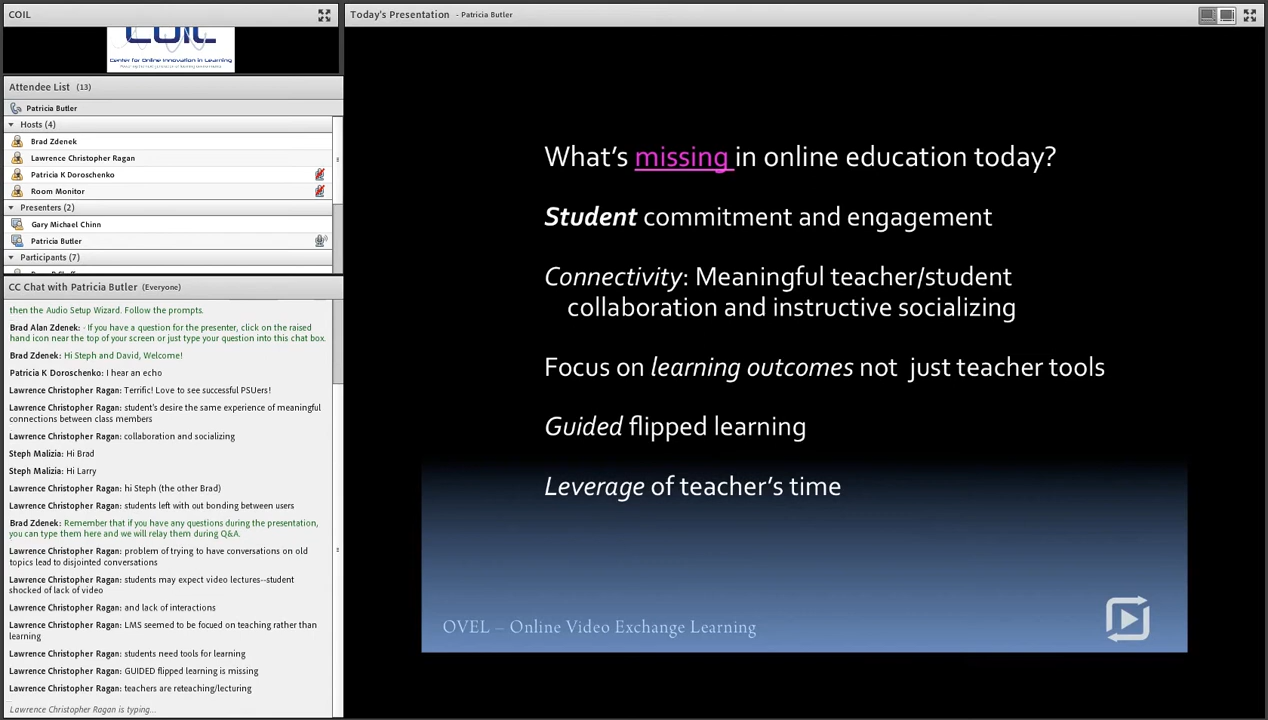 COIL
COIL
Center for Online Innovation in Learning
Attendee List (13)
Patricia Butler
Hosts (4)
Brad Zdenek
Lawrence Christopher Ragan
Patricia K Doroschenko
Room Monitor
Presenters (2)
Gary Michael Chinn
Patricia Butler
Participants (7)
CC Chat with Patricia Butler (Everyone)
then the Audio Setup Wizard. Follow the prompts.
Brad Alan Zdenek: - If you have a question for the presenter, click on the raised
hand icon near the top of your screen or just type your question into this chat box.
Brad Zdenek: Hi Steph and David, Welcome!
Patricia K Doroschenko: I hear an echo
Lawrence Christopher Ragan: Terrific! Love to see successful PSUers!
Lawrence Christopher Ragan: student's desire the same experience of meaningful
connections between class members
Lawrence Christopher Ragan: collaboration and socializing
Steph Malizia: Hi Brad
Steph Malizia: Hi Larry
Lawrence Christopher Ragan: hi Steph (the other Brad)
Lawrence Christopher Ragan: students left with out bonding between users
Brad Zdenek: Remember that if you have any questions during the presentation,
you can type them here and we will relay them during Q&A.
Lawrence Christopher Ragan: problem of trying to have conversations on old
topics lead to disjointed conversations
Lawrence Christopher Ragan: students may expect video lectures--student
shocked of lack of video
Lawrence Christopher Ragan: and lack of interactions
Lawrence Christopher Ragan: LMS seemed to be focued on teaching rather than
learning
Lawrence Christopher Ragan: students need tools for learning
Lawrence Christopher Ragan: GUIDED flipped learning is missing
Lawrence Christopher Ragan: teachers are reteaching/lecturing
Lawrence Christopher Ragan is typing...
Today's Presentation - Patricia Butler
What's missing in online education today?
Student commitment and engagement
Connectivity: Meaningful teacher/student
collaboration and instructive socializing
Focus on learning outcomes not just teacher tools
Guided flipped learning
Leverage of teacher's time
OVEL – Online Video Exchange Learning